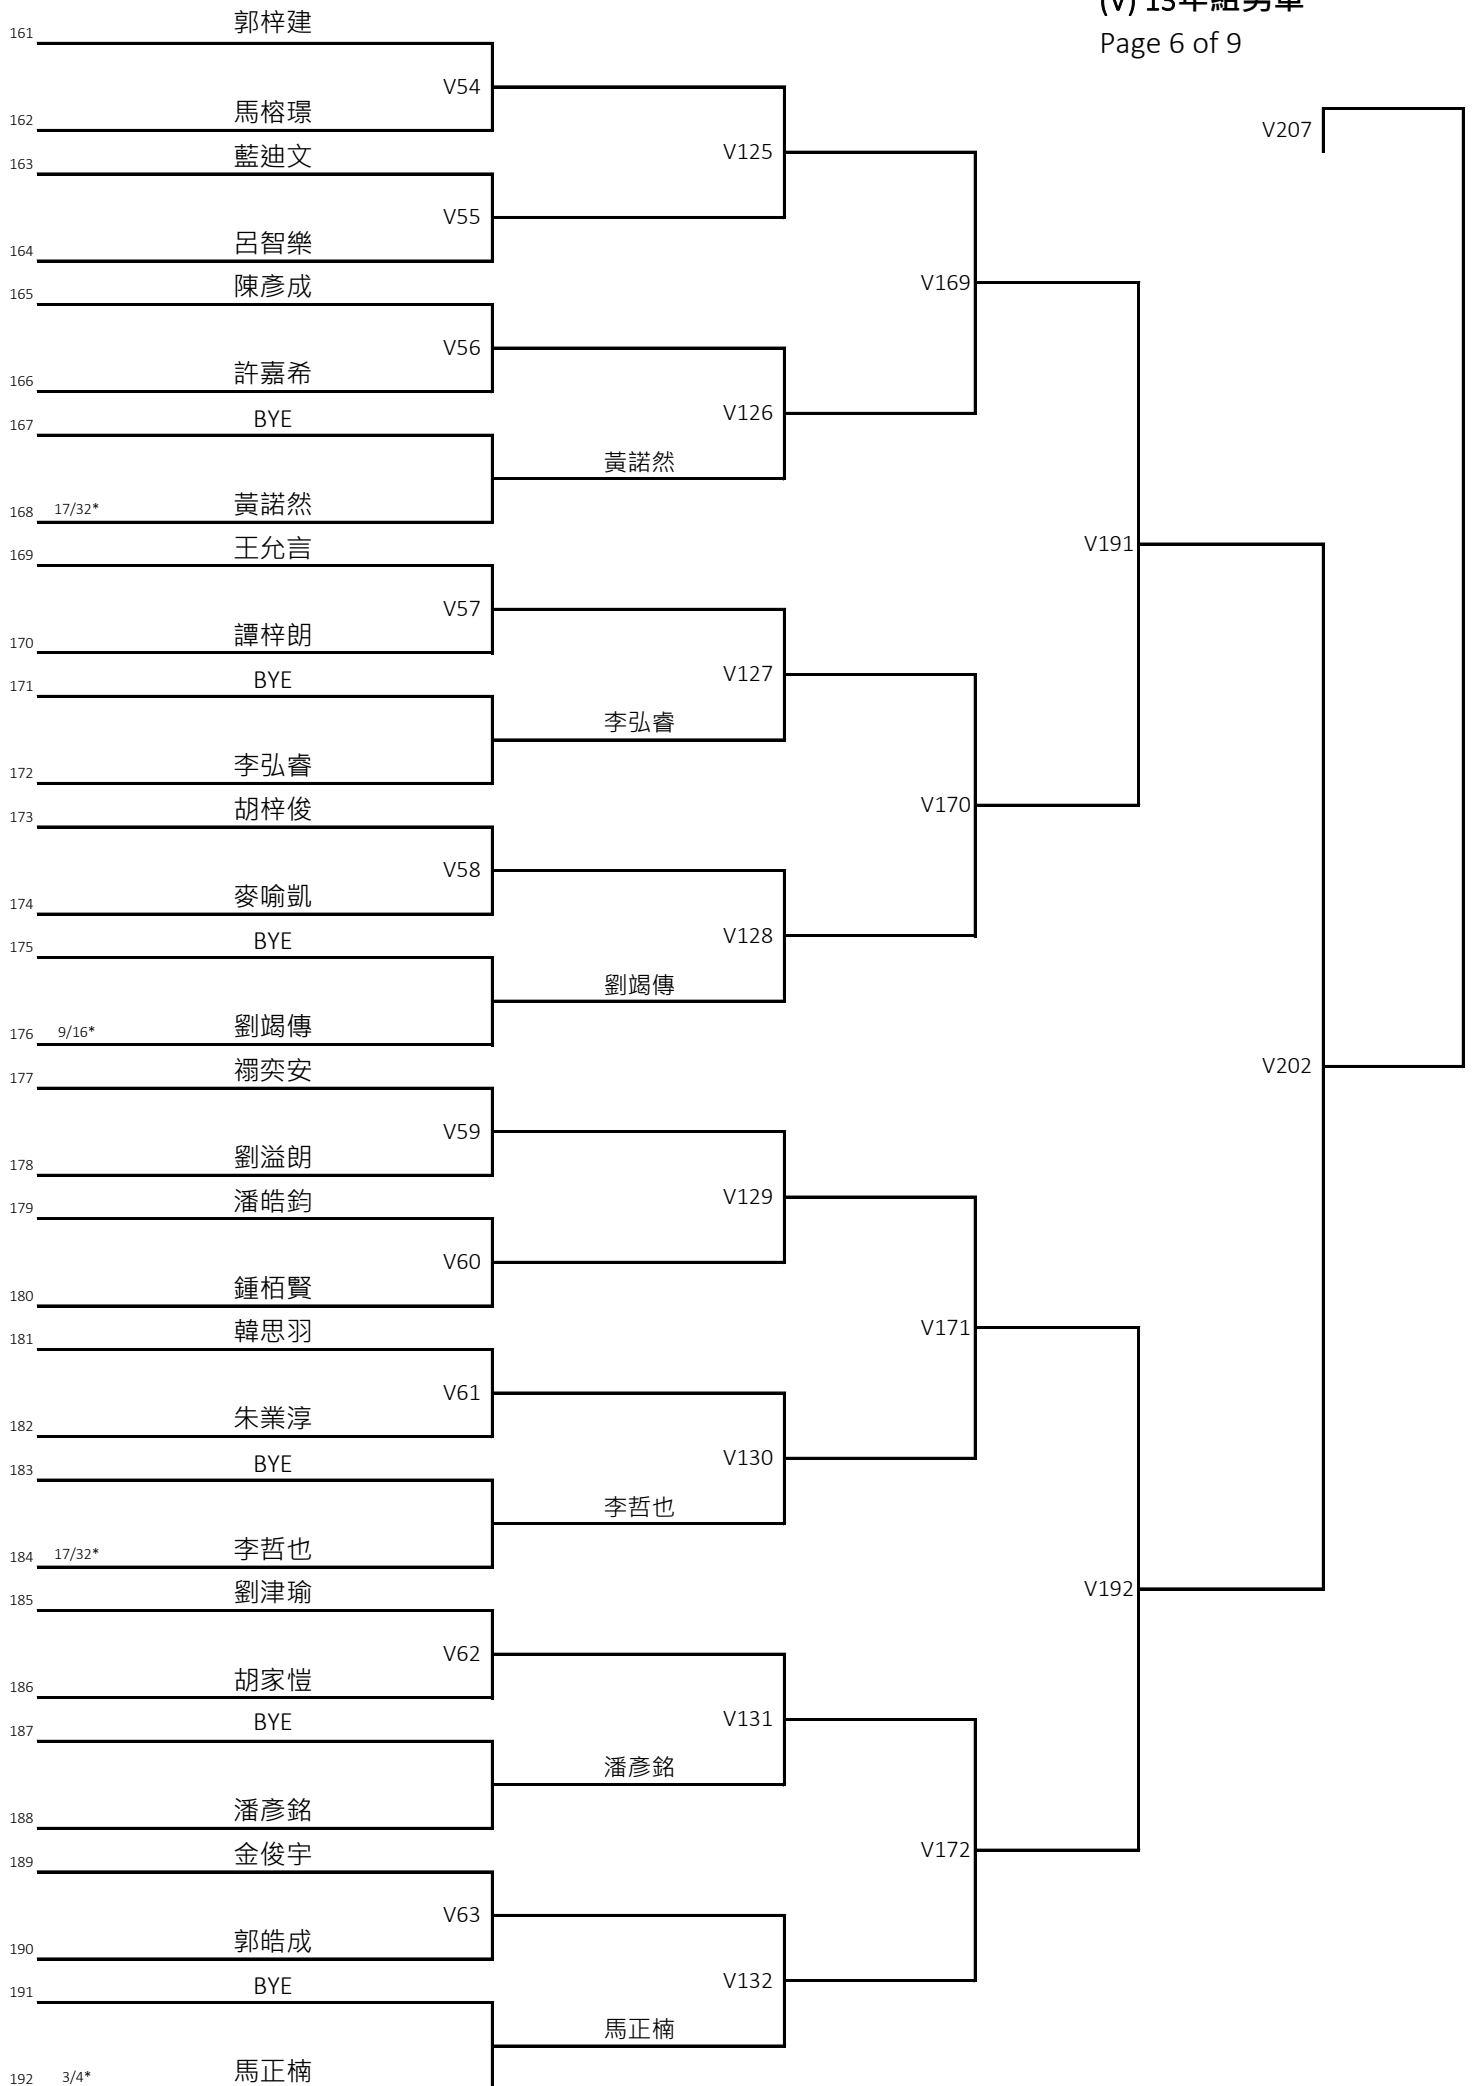 (V) 13年組男單
Page 6 of 9
161 郭梓建
V54
162 馬榕璟
V125
V207
163 藍迪文
V55
164 呂智樂
165 陳彥成
V169
V56
166 許嘉希
167 BYE
V126
黃諾然
168 17/32* 黃諾然
169 王允言
V191
V57
170 譚梓朗
171 BYE
V127
李弘睿
172 李弘睿
173 胡梓俊
V170
V58
174 麥喻凱
175 BYE
V128
劉竭傳
176 9/16* 劉竭傳
177 禤奕安
V202
V59
178 劉溢朗
179 潘皓鈞
V129
V60
180 鍾栢賢
181 韓思羽
V171
V61
182 朱業淳
183 BYE
V130
李哲也
184 17/32* 李哲也
185 劉津瑜
V192
V62
186 胡家愷
187 BYE
V131
潘彥銘
188 潘彥銘
189 金俊宇
V172
V63
190 郭皓成
191 BYE
V132
馬正楠
192 3/4* 馬正楠